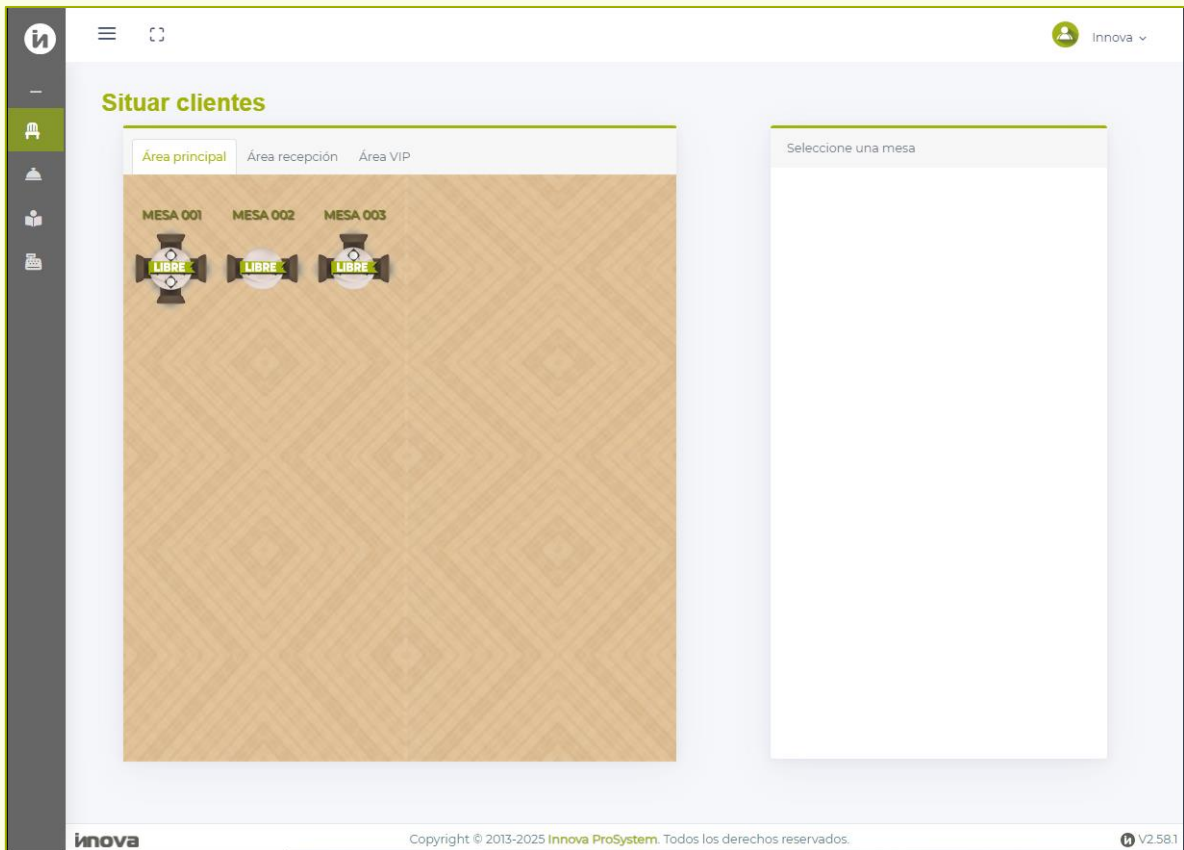 Innova
Situar clientes
Área principal Área recepción Área VIP
Seleccione una mesa
MESA 001 MESA 002 MESA 003
LIBRE LIBRE LIBRE
innova
Copyright © 2013-2025 Innova ProSystem. Todos los derechos reservados.
V2.58.1